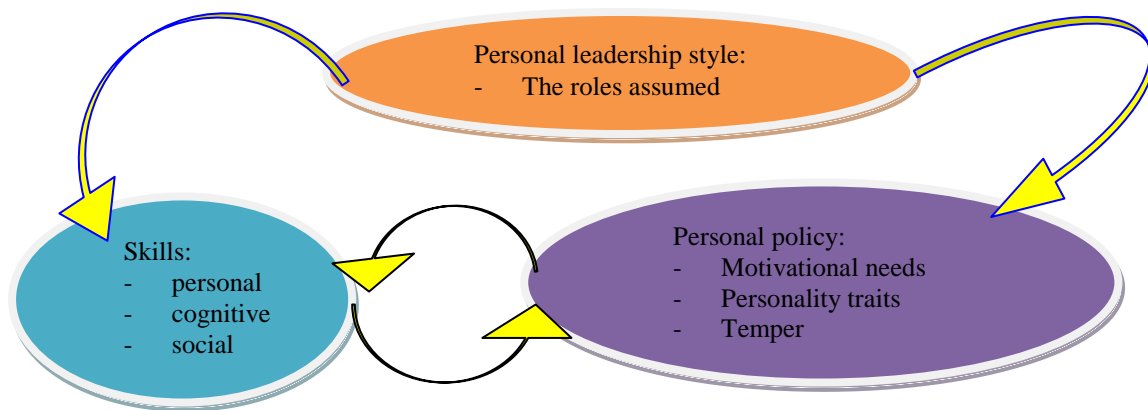 Personal leadership style:
- The roles assumed
Skills:
- personal
- cognitive
- social
Personal policy:
- Motivational needs
- Personality traits
- Temper